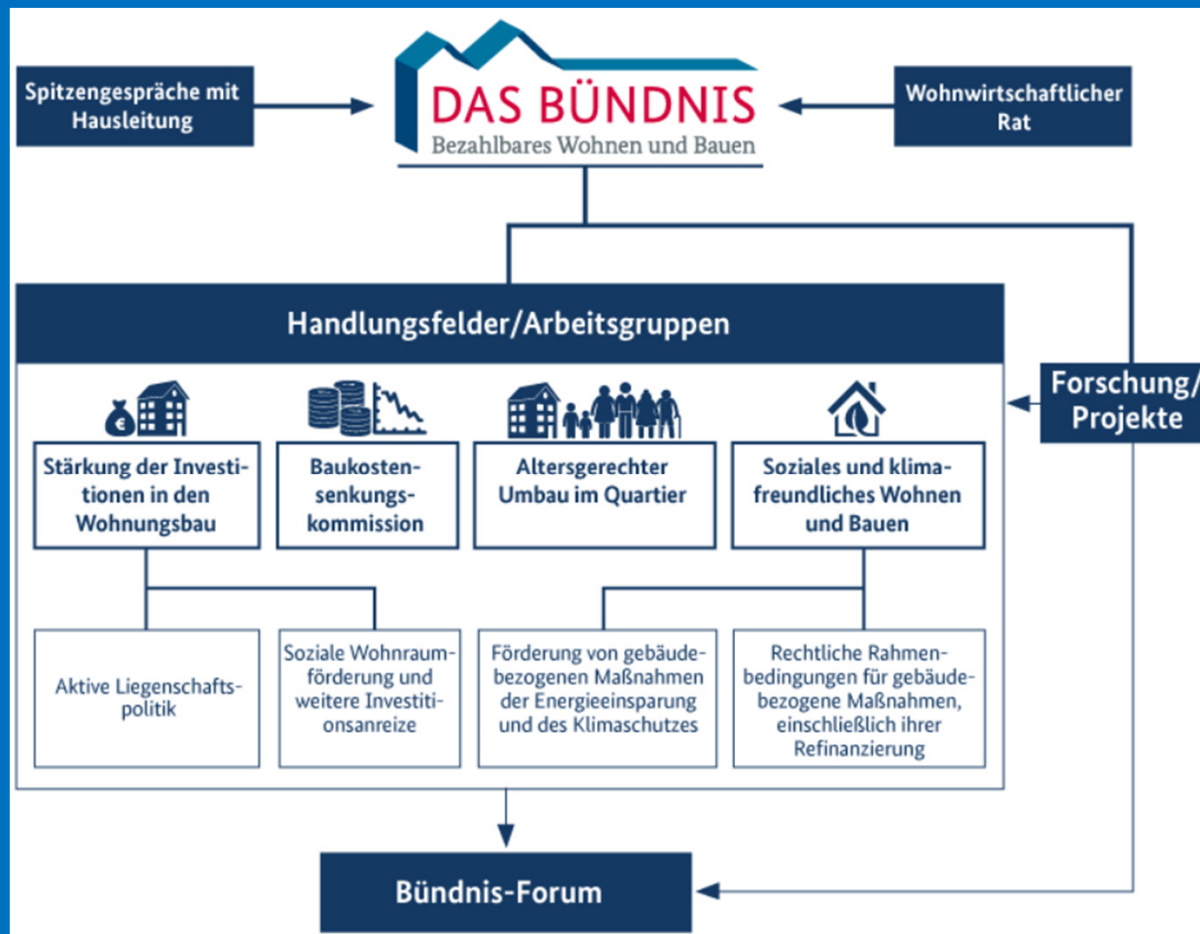 Spitzengespräche mit
Hausleitung
DAS BÜNDNIS
Bezahlbares Wohnen und Bauen
Wohnwirtschaftlicher
Rat
Handlungsfelder/Arbeitsgruppen
Forschung/
Projekte
€
Stärkung der Investi-
tionen in den
Wohnungsbau
Baukosten-
senkungs-
kommission
Altersgerechter
Umbau im Quartier
Soziales und klima-
freundliches Wohnen
und Bauen
Aktive Liegenschafts-
politik
Soziale Wohnraum-
förderung und
weitere Investiti-
onsanreize
Förderung von gebäude-
bezogenen Maßnahmen
der Energieeinsparung
und des Klimaschutzes
Rechtliche Rahmen-
bedingungen für gebäude-
bezogene Maßnahmen,
einschließlich ihrer
Refinanzierung
Bündnis-Forum